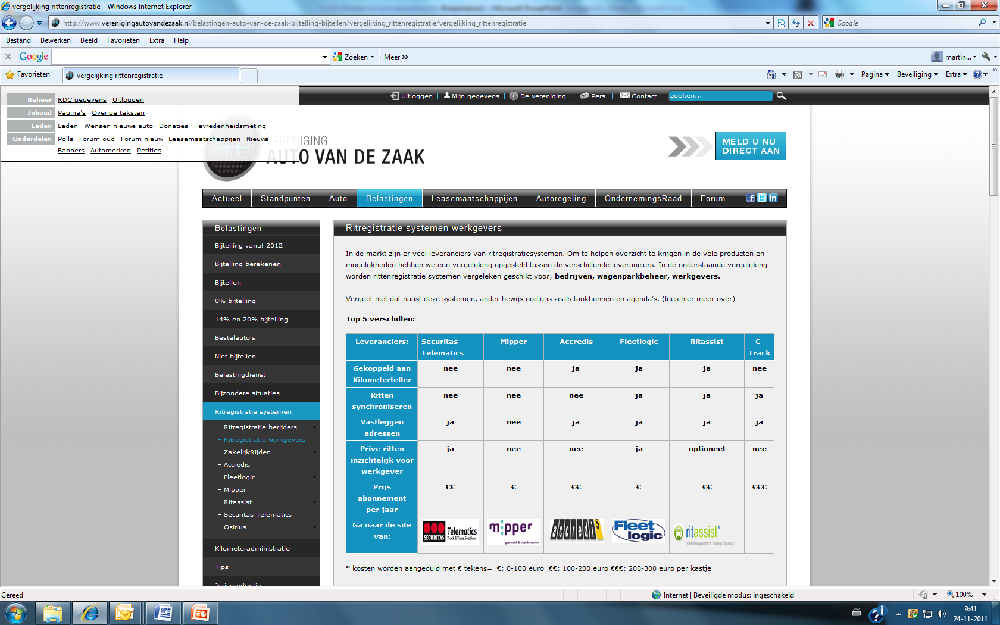 vergelijking rittenregistratie - Windows Internet Explorer
http://www.verenigingautovandezaak.nl/belastingen-auto-van-de-zaak-bijtelling-bijtellen/vergelijking_rittenregistratie/vergelijking_rittenregistratie
Google
Bestand Bewerken Beeld Favorieten Extra Help
x Google Zoeken Meer >> martin...
Favorieten vergelijking rittenregistratie Pagina Beveiliging Extra
Beheer RDC gegevens Uitloggen
Inhoud Pagina's Overige teksten
Leden Leden Wensen nieuwe auto Donaties Tevredenheidsmeting
Onderdelen Polls Forum oud Forum nieuw Leasemaatschappijen Nieuws
Banners Automerken Petities
Uitloggen | Mijn gegevens | De vereniging | Pers | Contact zoeken...
VERENIGING
AUTO VAN DE ZAAK
MELD U NU
DIRECT AAN
Actueel Standpunten Auto Belastingen Leasemaatschappijen Autoregeling OndernemingsRaad Forum
Belastingen
Bijtelling vanaf 2012
Bijtelling berekenen
Bijtellen
0% bijtelling
14% en 20% bijtelling
Bestelauto's
Niet bijtellen
Belastingdienst
Bijzondere situaties
Ritregistratie systemen
– Ritregistratie berijders
– Ritregistratie werkgevers
– ZakelijkRijden
– Accredis
– Fleetlogic
– Mipper
– Ritassist
– Securitas Telematics
– Osirius
Kilometeradministratie
Tips
Jurisprudentie
Ritregistratie systemen werkgevers
In de markt zijn er veel leveranciers van ritregistratiesystemen. Om te helpen overzicht te krijgen in de vele producten en
mogelijkheden hebben we een vergelijking opgesteld tussen de verschillende leveranciers. In de onderstaande vergelijking
worden rittenregistratie systemen vergeleken geschikt voor; bedrijven, wagenparkbeheer, werkgevers.
Vergeet niet dat naast deze systemen, ander bewijs nodig is zoals tankbonnen en agenda’s. (lees hier meer over)
Top 5 verschillen:
Leveranciers: Securitas Mipper Accredis Fleetlogic Ritassist C-
Telematics Track
Gekoppeld aan nee nee ja ja ja nee
Kilometerteller
Ritten nee nee nee ja ja ja
synchroniseren
Vastleggen ja nee ja ja ja ja
adressen
Prive ritten ja nee nee ja optioneel nee
inzichtelijk voor
werkgever
Prijs €€ € €€ € €€ €€€
abonnement
per jaar
Ga naar de site
van:
SECURITAS Telematics
Track & Trace Solutions
mipper
gps track & check system
accredis
Fleet
logic
ritassist
"Fleet Management & Tracking Solutions"
* kosten worden aangeduid met € tekens= €: 0-100 euro €€: 100-200 euro €€€: 200-300 euro per kastje
Gereed Internet | Beveiligde modus: ingeschakeld 100%
9:41
24-11-2011